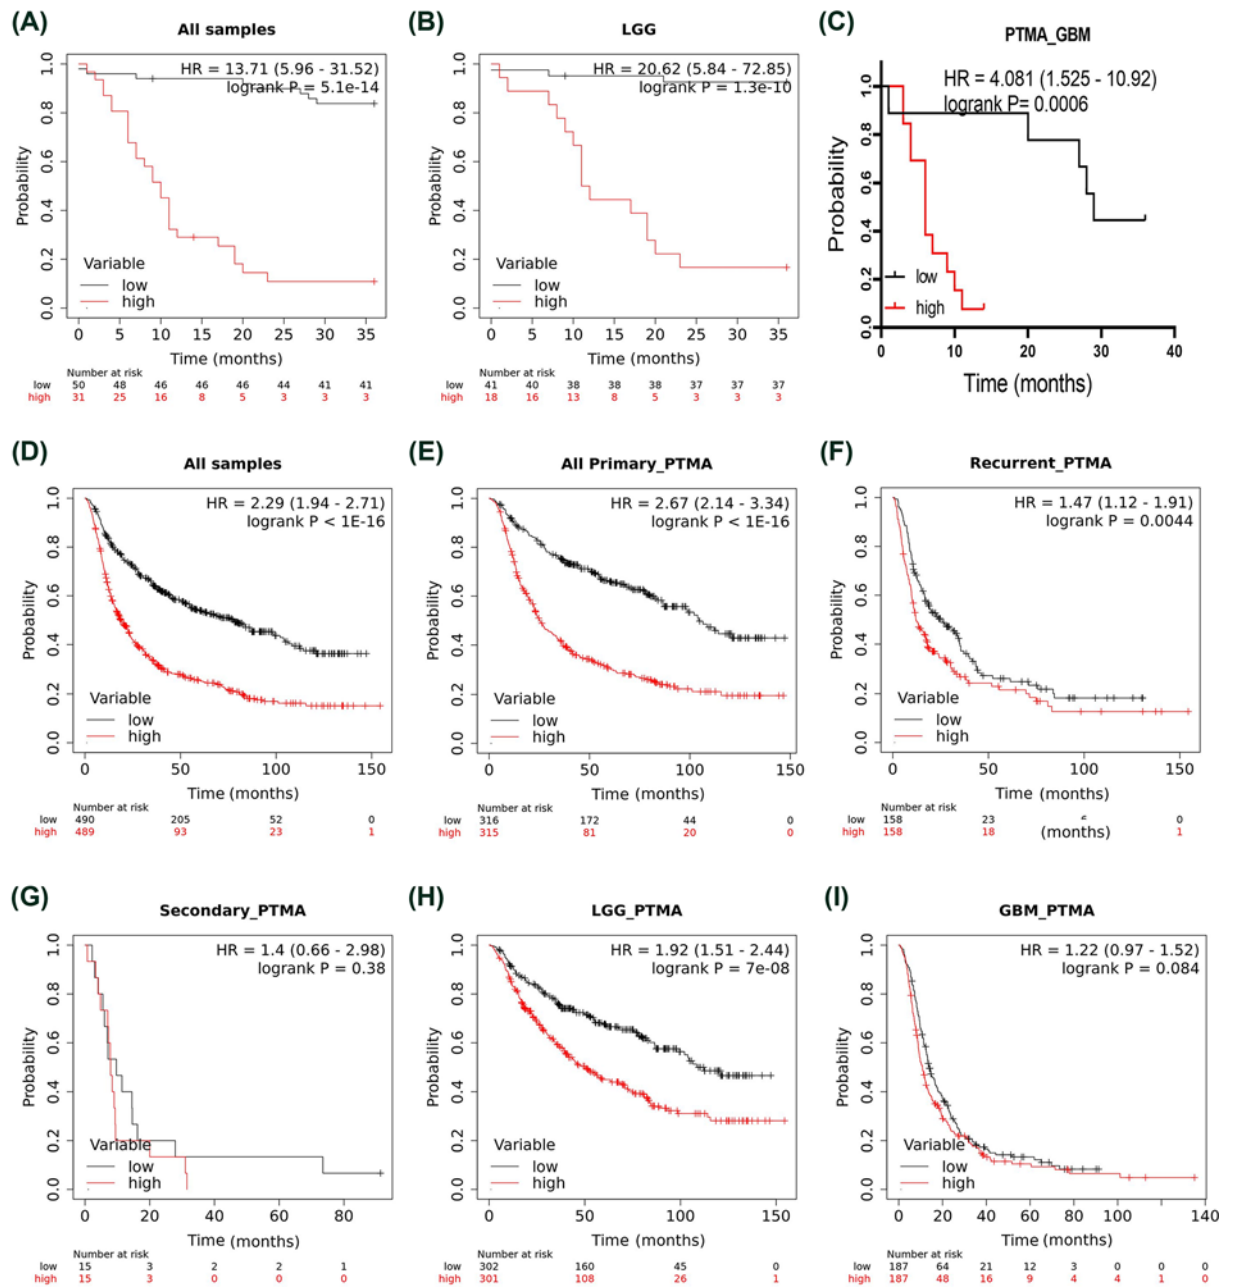 (A)
All samples
HR = 13.71 (5.96 - 31.52)
logrank P = 5.1e-14
Probability
0.0 0.2 0.4 0.6 0.8 1.0
Variable
low
high
0 5 10 15 20 25 30 35
Time (months)
Number at risk
low 50 48 46 46 46 44 41 41
high 31 25 16 8 5 3 3 3
(B)
LGG
HR = 20.62 (5.84 - 72.85)
logrank P = 1.3e-10
Probability
0.0 0.2 0.4 0.6 0.8 1.0
Variable
low
high
0 5 10 15 20 25 30 35
Time (months)
Number at risk
low 41 40 38 38 38 37 37 37
high 18 16 13 8 5 3 3 3
(C)
PTMA_GBM
HR = 4.081 (1.525 - 10.92)
logrank P= 0.0006
Probability
0.0 0.2 0.4 0.6 0.8 1.0
low
high
0 10 20 30 40
Time (months)
(D)
All samples
HR = 2.29 (1.94 - 2.71)
logrank P < 1E-16
Probability
0.0 0.2 0.4 0.6 0.8 1.0
Variable
low
high
0 50 100 150
Time (months)
Number at risk
low 490 205 52 0
high 489 93 23 1
(E)
All Primary_PTMA
HR = 2.67 (2.14 - 3.34)
logrank P < 1E-16
Probability
0.0 0.2 0.4 0.6 0.8 1.0
Variable
low
high
0 50 100 150
Time (months)
Number at risk
low 316 172 44 0
high 315 81 20 0
(F)
Recurrent_PTMA
HR = 1.47 (1.12 - 1.91)
logrank P = 0.0044
Probability
0.0 0.2 0.4 0.6 0.8 1.0
Variable
low
high
0 50 100 150
Time (months)
Number at risk
low 158 23 0
high 158 18 (months) 1
(G)
Secondary_PTMA
HR = 1.4 (0.66 - 2.98)
logrank P = 0.38
Probability
0.0 0.2 0.4 0.6 0.8 1.0
Variable
low
high
0 20 40 60 80
Time (months)
Number at risk
low 15 3 2 2 1
high 15 3 0 0 0
(H)
LGG_PTMA
HR = 1.92 (1.51 - 2.44)
logrank P = 7e-08
Probability
0.0 0.2 0.4 0.6 0.8 1.0
Variable
low
high
0 50 100 150
Time (months)
Number at risk
low 302 160 45 0
high 301 108 26 1
(I)
GBM_PTMA
HR = 1.22 (0.97 - 1.52)
logrank P = 0.084
Probability
0.0 0.2 0.4 0.6 0.8 1.0
Variable
low
high
0 20 40 60 80 100 120 140
Time (months)
Number at risk
low 187 64 21 12 3 0 0 0
high 187 48 16 9 4 4 0 0